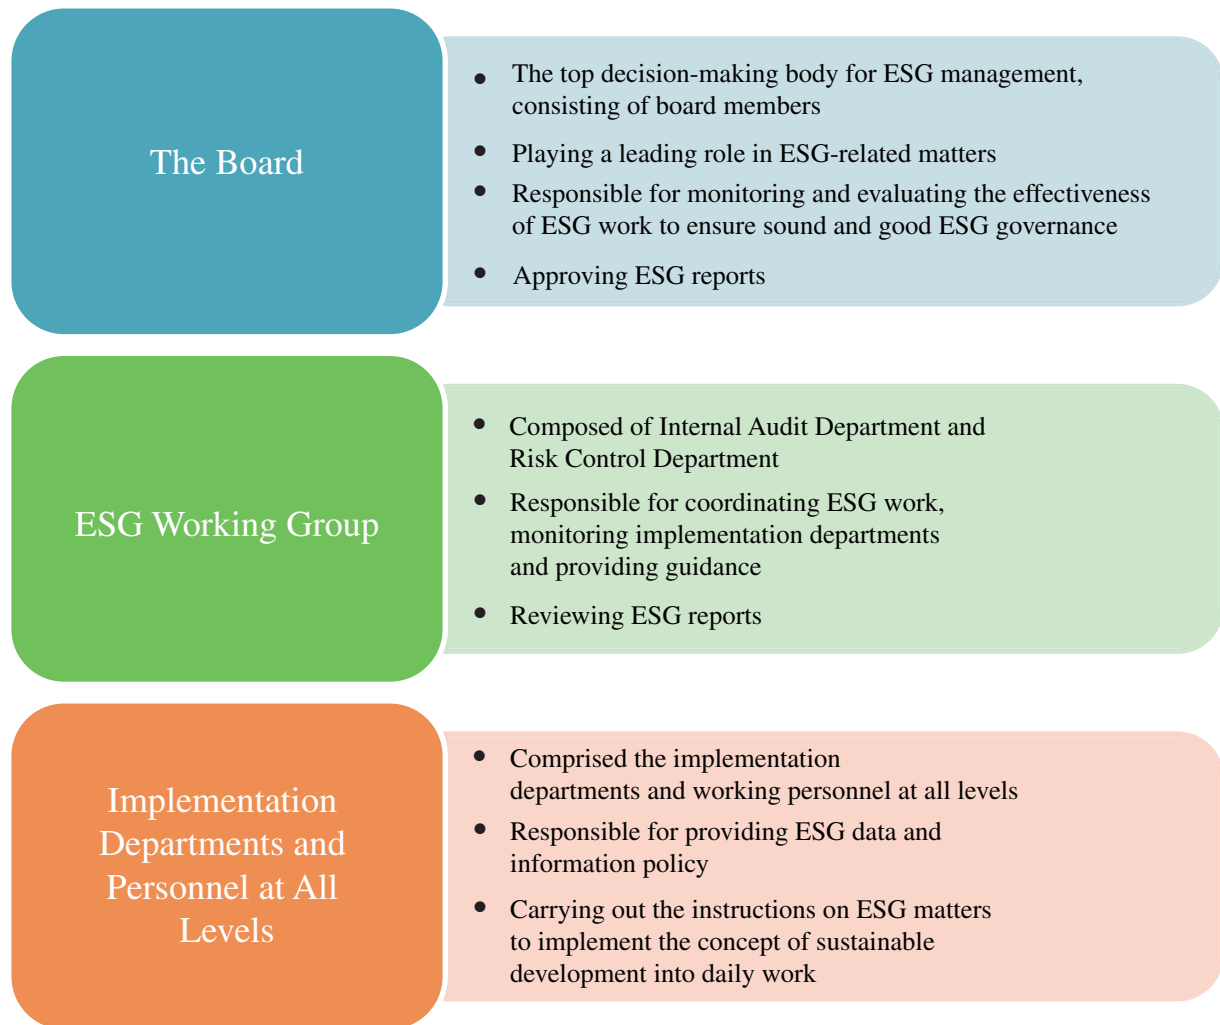 The Board
• The top decision-making body for ESG management,
consisting of board members
• Playing a leading role in ESG-related matters
• Responsible for monitoring and evaluating the effectiveness
of ESG work to ensure sound and good ESG governance
• Approving ESG reports
ESG Working Group
• Composed of Internal Audit Department and
Risk Control Department
• Responsible for coordinating ESG work,
monitoring implementation departments
and providing guidance
• Reviewing ESG reports
Implementation
Departments and
Personnel at All
Levels
• Comprised the implementation
departments and working personnel at all levels
• Responsible for providing ESG data and
information policy
• Carrying out the instructions on ESG matters
to implement the concept of sustainable
development into daily work